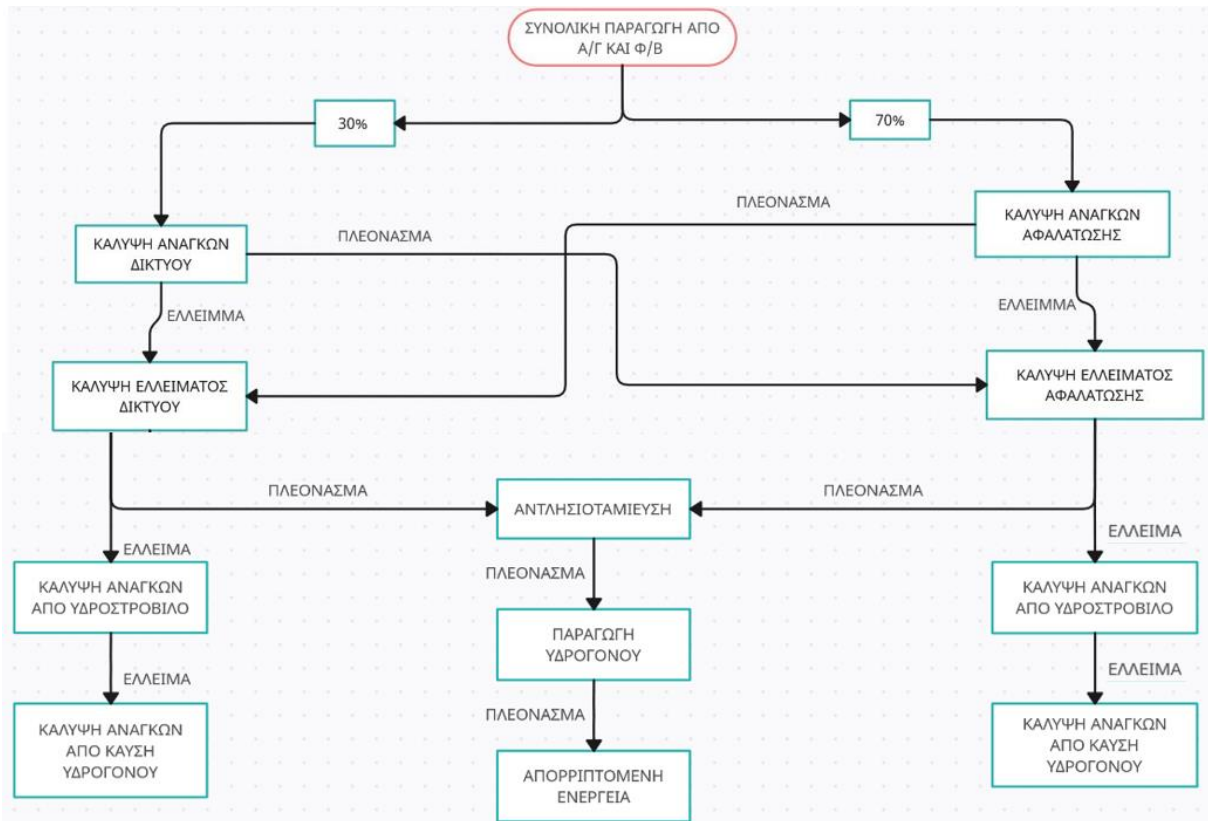 ΣΥΝΟΛΙΚΗ ΠΑΡΑΓΩΓΗ ΑΠΟ
Α/Γ ΚΑΙ Φ/Β
30%
70%
ΠΛΕΟΝΑΣΜΑ
ΚΑΛΥΨΗ ΑΝΑΓΚΩΝ
ΑΦΑΛΑΤΩΣΗΣ
ΚΑΛΥΨΗ ΑΝΑΓΚΩΝ
ΔΙΚΤΥΟΥ
ΠΛΕΟΝΑΣΜΑ
ΕΛΛΕΙΜΜΑ
ΕΛΛΕΙΜΜΑ
ΚΑΛΥΨΗ ΕΛΛΕΙΜΑΤΟΣ
ΔΙΚΤΥΟΥ
ΚΑΛΥΨΗ ΕΛΛΕΙΜΑΤΟΣ
ΑΦΑΛΑΤΩΣΗΣ
ΠΛΕΟΝΑΣΜΑ
ΑΝΤΛΗΣΙΟΤΑΜΙΕΥΣΗ
ΠΛΕΟΝΑΣΜΑ
ΕΛΛΕΙΜΑ
ΕΛΛΕΙΜΑ
ΚΑΛΥΨΗ ΑΝΑΓΚΩΝ
ΑΠΟ ΥΔΡΟΣΤΡΟΒΙΛΟ
ΠΛΕΟΝΑΣΜΑ
ΚΑΛΥΨΗ ΑΝΑΓΚΩΝ
ΑΠΟ ΥΔΡΟΣΤΡΟΒΙΛΟ
ΠΑΡΑΓΩΓΗ
ΥΔΡΟΓΟΝΟΥ
ΕΛΛΕΙΜΑ
ΕΛΛΕΙΜΑ
ΚΑΛΥΨΗ ΑΝΑΓΚΩΝ
ΑΠΟ ΚΑΥΣΗ
ΥΔΡΟΓΟΝΟΥ
ΠΛΕΟΝΑΣΜΑ
ΚΑΛΥΨΗ ΑΝΑΓΚΩΝ
ΑΠΟ ΚΑΥΣΗ
ΥΔΡΟΓΟΝΟΥ
ΑΠΟΡΡΙΠΤΟΜΕΝΗ
ΕΝΕΡΓΕΙΑ